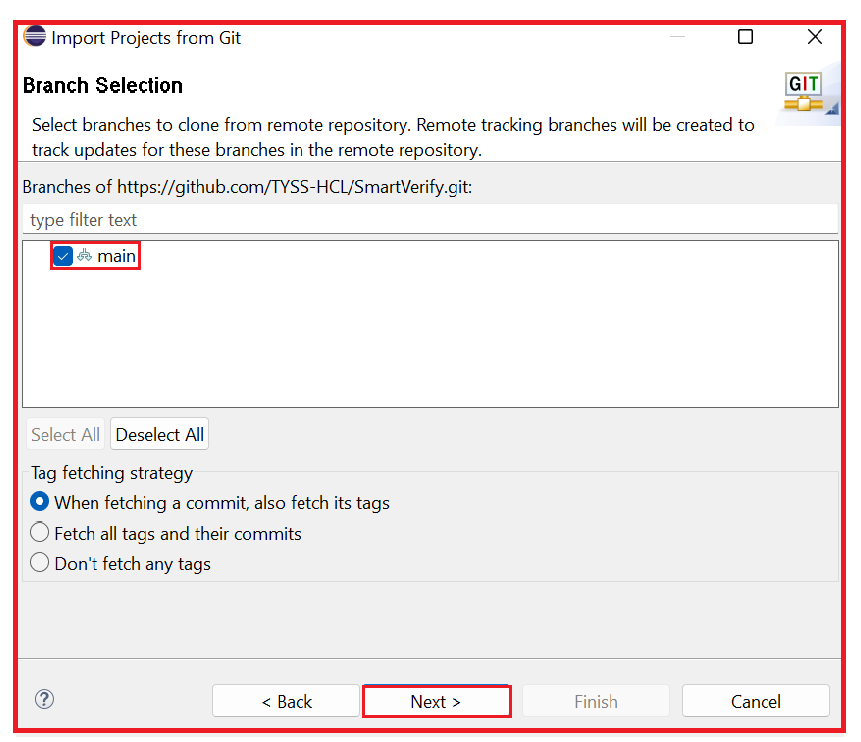 Import Projects from Git
Branch Selection
GIT
Select branches to clone from remote repository. Remote tracking branches will be created to
track updates for these branches in the remote repository.
Branches of https://github.com/TYSS-HCL/SmartVerify.git:
type filter text
main
Select All Deselect All
Tag fetching strategy
When fetching a commit, also fetch its tags
Fetch all tags and their commits
Don't fetch any tags
? < Back Next > Finish Cancel